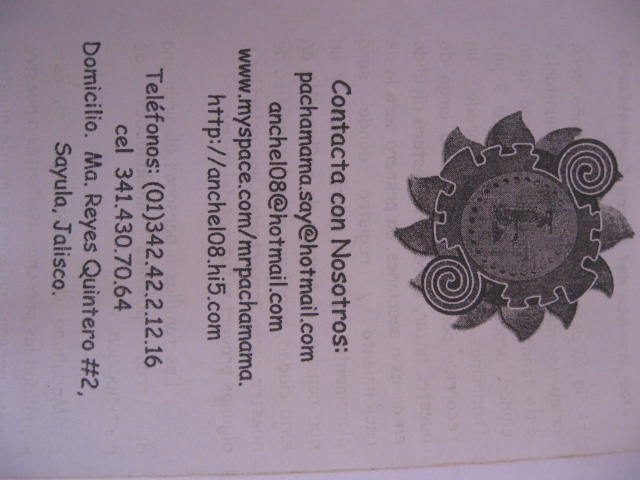 Contacta con Nosotros:
pachamama.say@hotmail.com
anchel08@hotmail.com
www.myspace.com/mrpachamama.
http://anchel08.hi5.com
Teléfonos: (01)342.42.2.12.16
cel 341.430.70.64
Domicilio. Ma. Reyes Quintero #2,
Sayula, Jalisco.